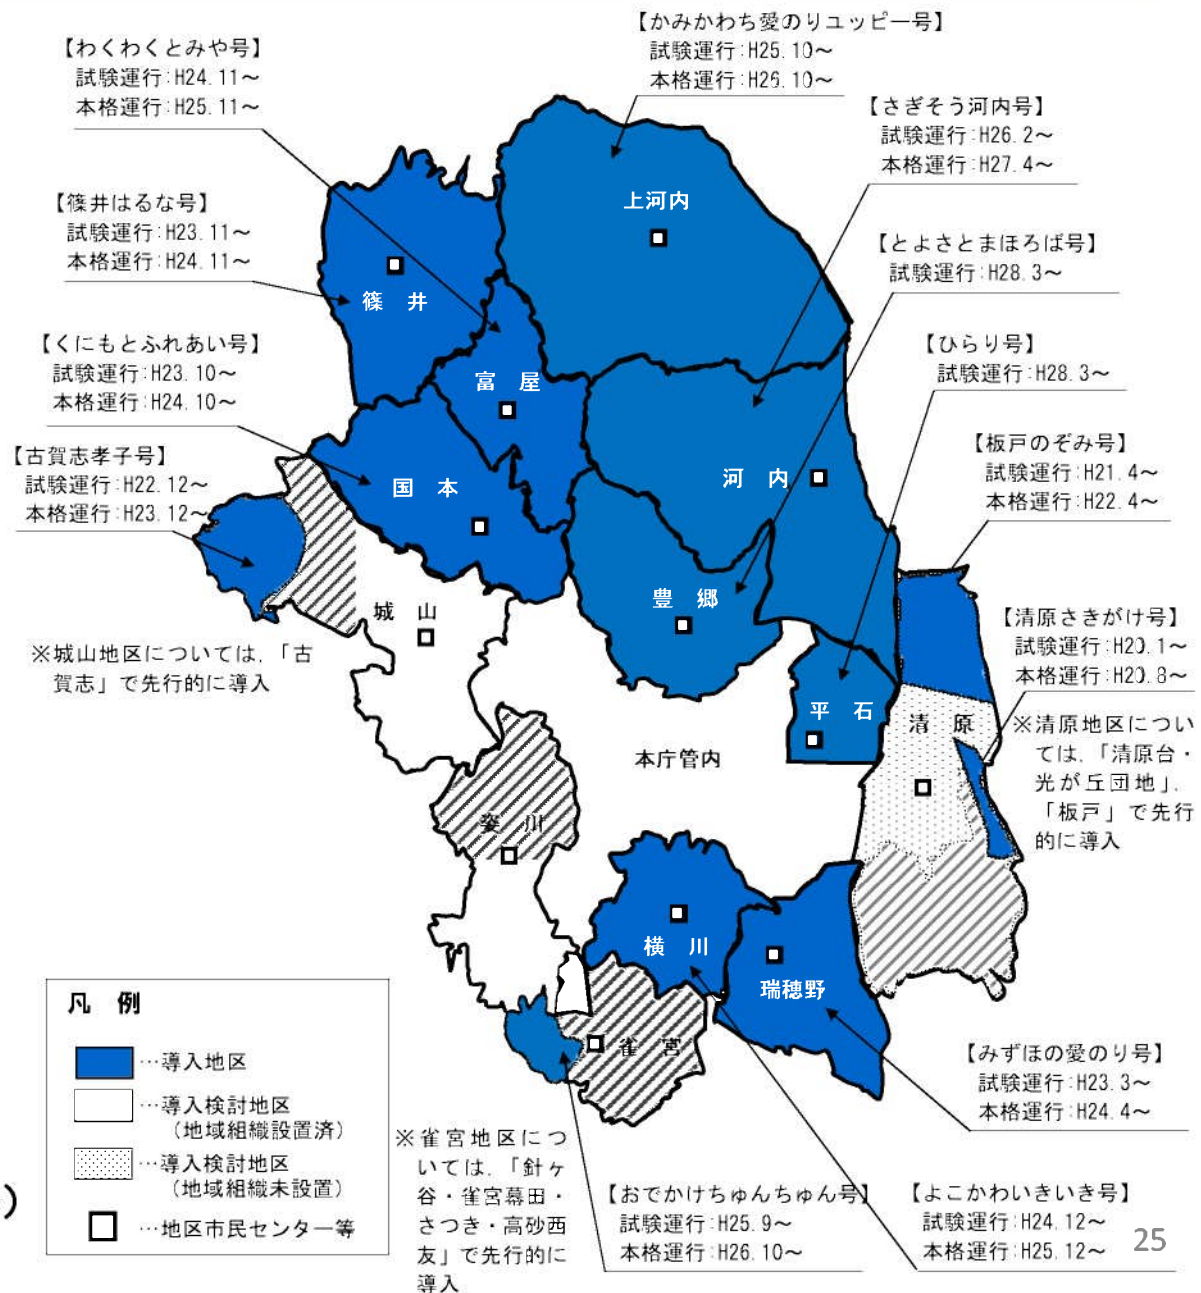 【かみかわち愛のりユッピー号】
試験運行:H25.10～
本格運行:H26.10～
【わくわくとみや号】
試験運行:H24.11～
本格運行:H25.11～
【さぎそう河内号】
試験運行:H26.2～
本格運行:H27.4～
【篠井はるな号】
試験運行:H23.11～
本格運行:H24.11～
【とよさとまほろば号】
試験運行:H28.3～
【くにもとふれあい号】
試験運行:H23.10～
本格運行:H24.10～
【ひらり号】
試験運行:H28.3～
【古賀志孝子号】
試験運行:H22.12～
本格運行:H23.12～
【板戸のぞみ号】
試験運行:H21.4～
本格運行:H22.4～
【清原さきがけ号】
試験運行:H20.1～
本格運行:H20.8～
※城山地区については、「古
賀志」で先行的に導入
※清原地区につい
ては、「清原台・
光が丘団地」、
「板戸」で先行
的に導入
上河内
篠 井
富 屋
国 本
河 内
豊 郷
城 山
平 石
清 原
本庁管内
姿 川
横 川
瑞穂野
雀 宮
凡 例
…導入地区
…導入検討地区
(地域組織設置済)
…導入検討地区
(地域組織未設置)
…地区市民センター等
)
※雀宮地区につ
いては、「針ヶ
谷・雀宮幕田・
さつき・高砂西
友」で先行的に
導入
【みずほの愛のり号】
試験運行:H23.3～
本格運行:H24.4～
【おでかけちゅんちゅん号】
試験運行:H25.9～
本格運行:H26.10～
【よこかわいきいき号】
試験運行:H24.12～
本格運行:H25.12～
25